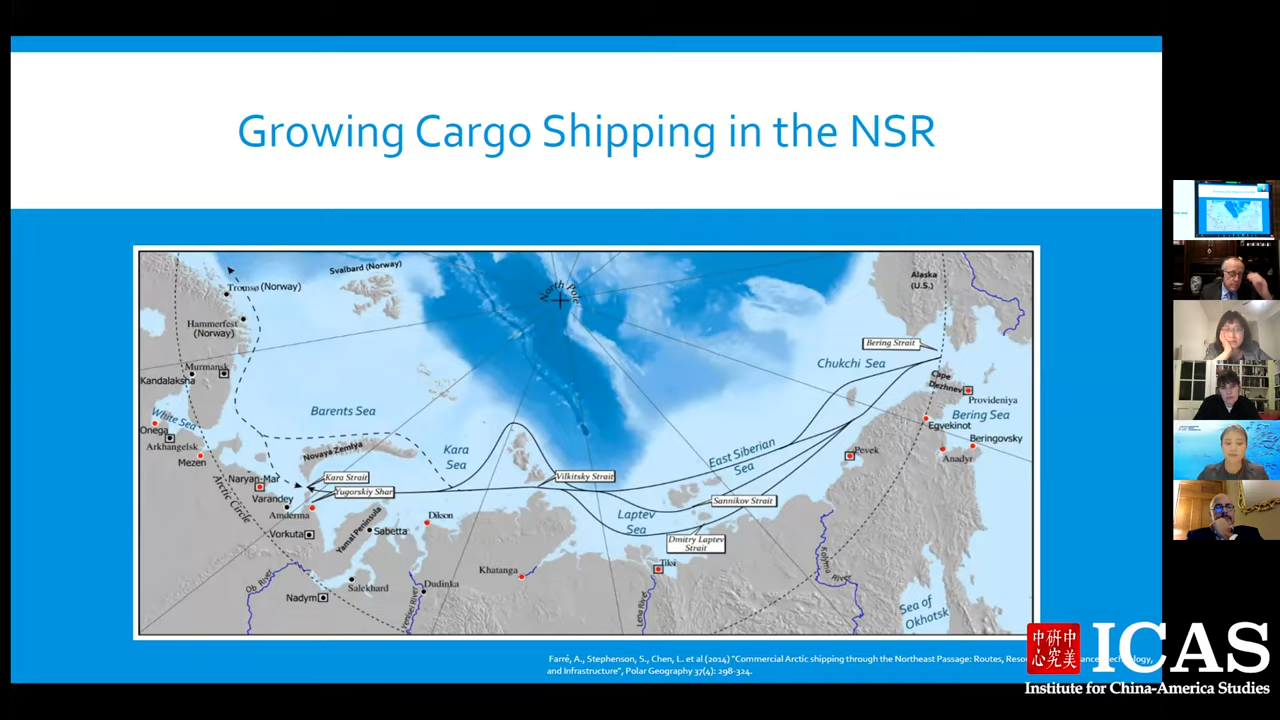 Growing Cargo Shipping in the NSR
Svalbard (Norway)
North Pole
Alaska
(U.S.)
Tromsø (Norway)
Hammerfest
(Norway)
Bering Strait
Chukchi Sea
Murmansk
Kandalaksha
Cape
Dezhnev
Provideniya
Barents Sea
White Sea
Bering Sea
Onega
Egvekinot
Arkhangelsk
Beringovsky
Mezen
Novaya Zemlya
Kara
Sea
East Siberian
Sea
Pevek
Anadyr
Naryan-Mar
Kara Strait
Vilkitsky Strait
Arctic Circle
Varandey
Yugorskiy Shar
Sannikov Strait
Amderma
Dikson
Laptev
Sea
Vorkuta
Yamal Peninsula
Sabetta
Dmitry Laptev
Strait
Kolyma River
Khatanga
Tiksi
Ob River
Salekhard
Dudinka
Nadym
Yenisei River
Lena River
Sea of
Okhotsk
Farré, A., Stephenson, S., Chen, L. et al (2014) "Commercial Arctic shipping through the Northeast Passage: Routes,
and Infrastructure", Polar Geography 37(4): 298-324.
中研中
心究美
ICAS
Institute for China-America Studies